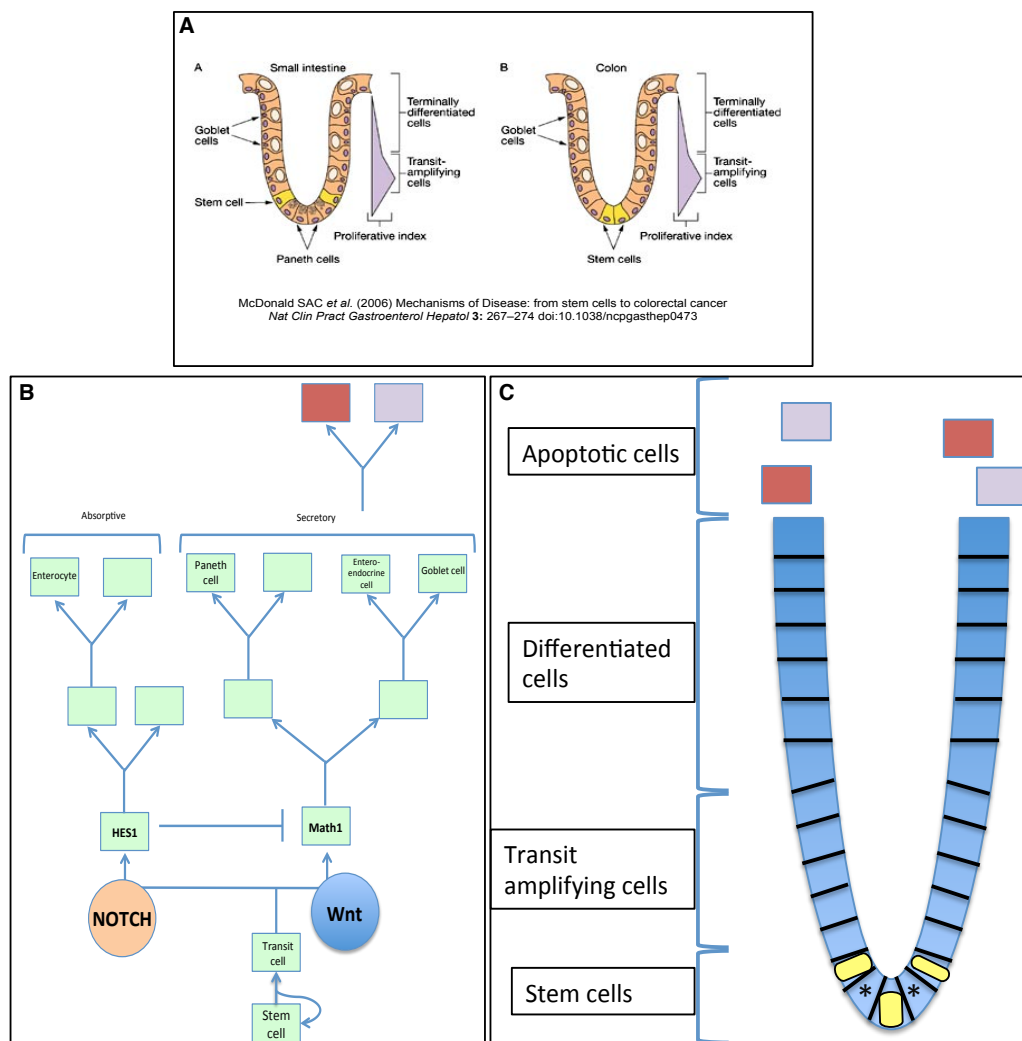 A
A
Small intestine
Goblet
cells
Stem cell
Paneth cells
Terminally
differentiated
cells
Transit-
amplifying
cells
Proliferative index
B
Colon
Goblet
cells
Stem cells
Terminally
differentiated
cells
Transit-
amplifying
cells
Proliferative index
McDonald SAC et al. (2006) Mechanisms of Disease: from stem cells to colorectal cancer
Nat Clin Pract Gastroenterol Hepatol 3: 267–274 doi:10.1038/ncpgasthep0473
B
Absorptive
Secretory
Enterocyte
Paneth
cell
Entero-
endocrine
cell
Goblet cell
HES1
Math1
NOTCH
Wnt
Transit
cell
Stem
cell
C
Apoptotic cells
Differentiated
cells
Transit
amplifying cells
Stem cells
* *